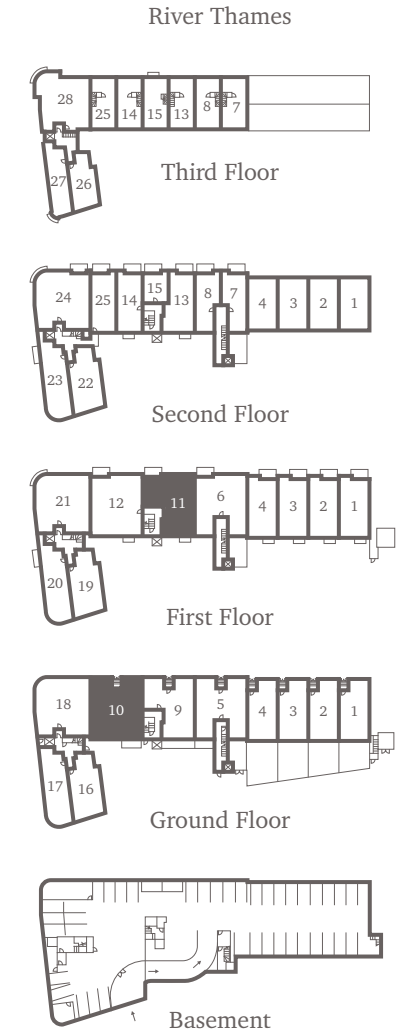 River Thames
28 25 14 15 13 8 7
27 26
Third Floor
24 25 14 15 13 8 7 4 3 2 1
23 22
Second Floor
21 12 11 6 4 3 2 1
20 19
First Floor
18 10 9 5 4 3 2 1
17 16
Ground Floor
Basement